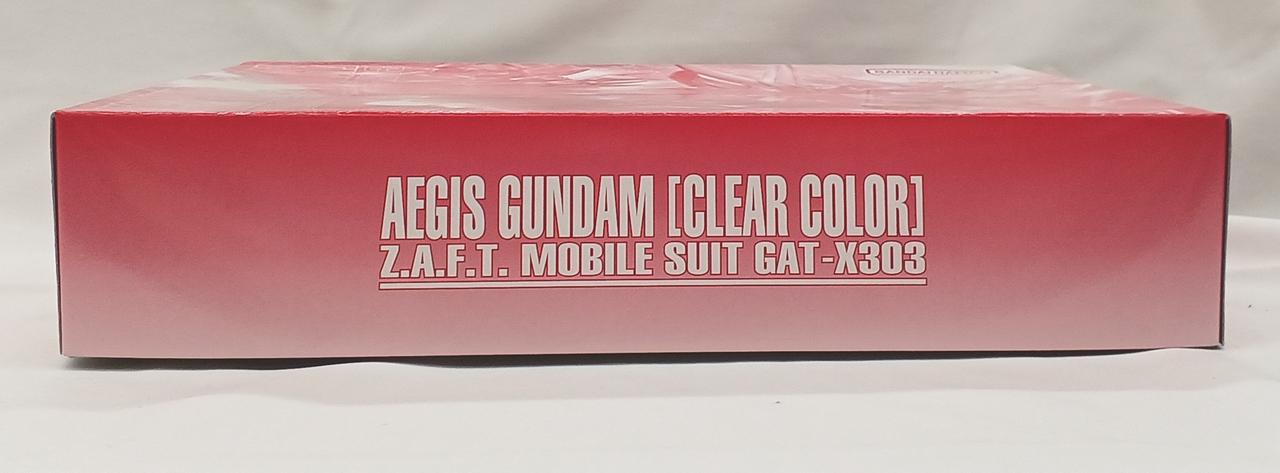 AEGIS GUNDAM [CLEAR COLOR]
Z.A.F.T. MOBILE SUIT GAT-X303